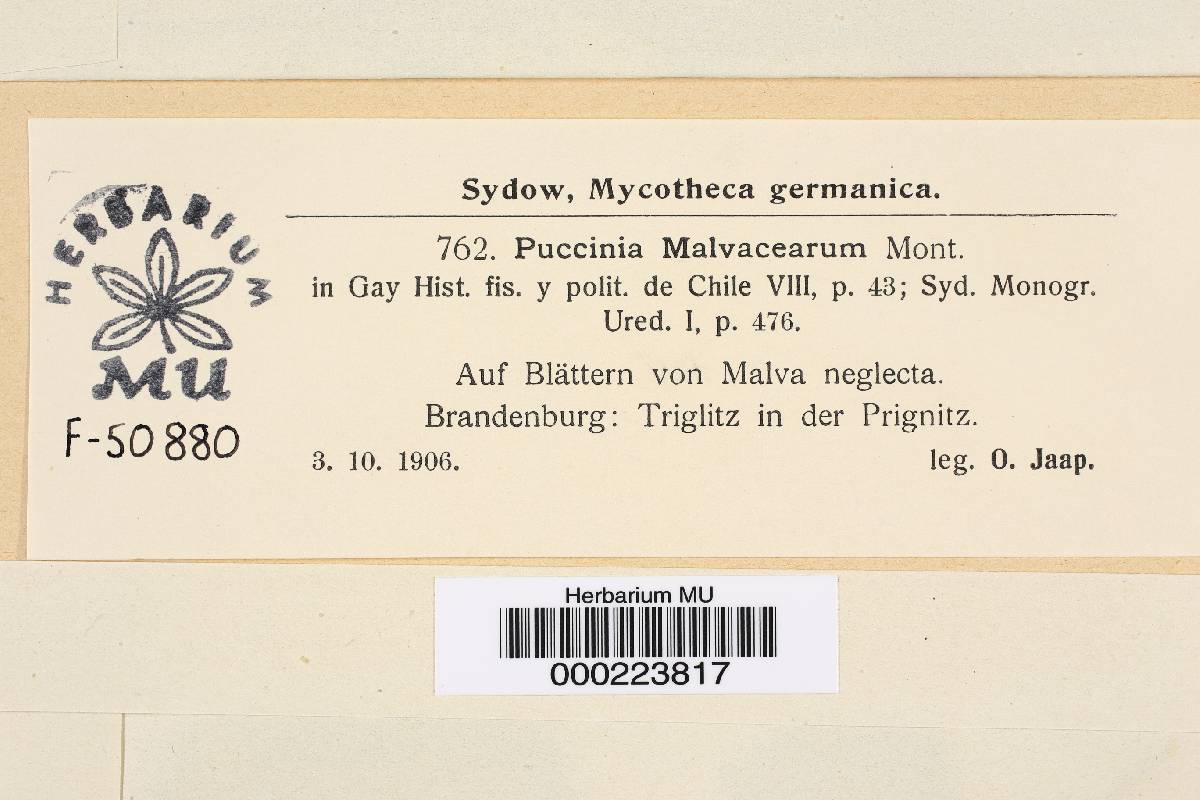 Sydow, Mycotheca germanica.
762. Puccinia Malvacearum Mont.
in Gay Hist. fis. y polit. de Chile VIII, p. 43; Syd. Monogr.
Ured. I, p. 476.
Auf Blättern von Malva neglecta.
Brandenburg: Triglitz in der Prignitz.
3. 10. 1906. leg. O. Jaap.
HERBARIUM
MU
F-50880
Herbarium MU
000223817